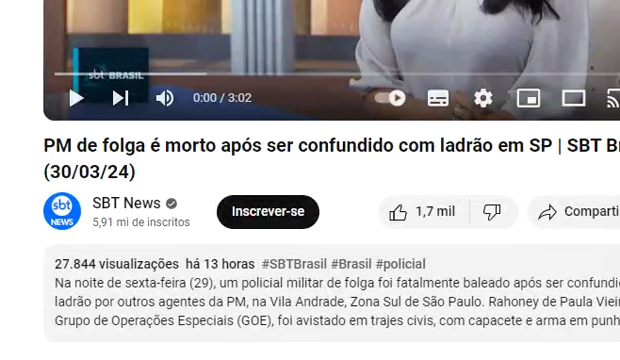 sbt BRASIL
0:00 / 3:02
PM de folga é morto após ser confundido com ladrão em SP | SBT Br
(30/03/24)
sbt NEWS
SBT News
5,91 mi de inscritos
Inscrever-se
1,7 mil
Comparti
27.844 visualizações há 13 horas #SBTBrasil #Brasil #policial
Na noite de sexta-feira (29), um policial militar de folga foi fatalmente baleado após ser confundi
ladrão por outros agentes da PM, na Vila Andrade, Zona Sul de São Paulo. Rahoney de Paula Vieir
Grupo de Operações Especiais (GOE), foi avistado em trajes civis, com capacete e arma em punh